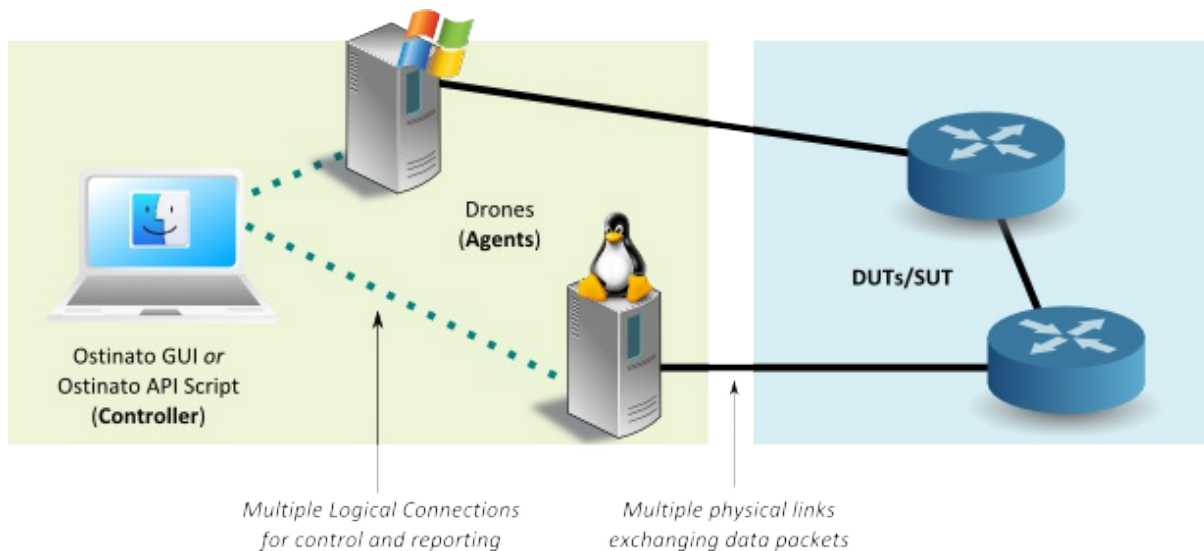 Drones
(Agents)
DUTs/SUT
Ostinato GUI or
Ostinato API Script
(Controller)
Multiple Logical Connections
for control and reporting
Multiple physical links
exchanging data packets